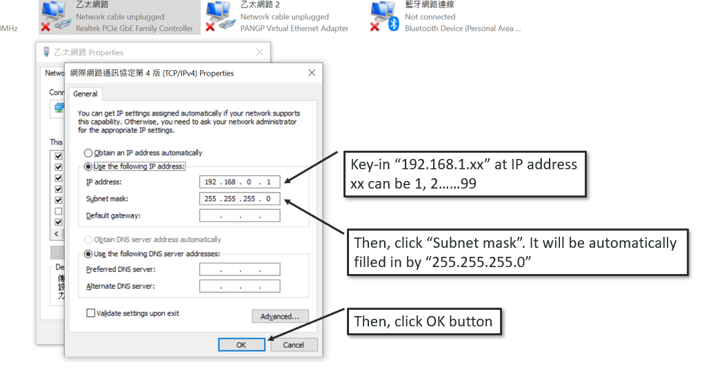 乙太網路
Network cable unplugged
Realtek PCIe GbE Family Controller
乙太網路 2
Network cable unplugged
PANGP Virtual Ethernet Adapter
藍牙網路連線
Not connected
Bluetooth Device (Personal Area ...
乙太網路 Properties
網際網路通訊協定第 4 版 (TCP/IPv4) Properties
General
You can get IP settings assigned automatically if your network supports
this capability. Otherwise, you need to ask your network administrator
for the appropriate IP settings.
Obtain an IP address automatically
Use the following IP address:
IP address:
192 . 168 . 0 . 1
Subnet mask:
255 . 255 . 255 . 0
Default gateway:
. . .
Obtain DNS server address automatically
Use the following DNS server addresses:
Preferred DNS server:
. . .
Alternate DNS server:
. . .
Validate settings upon exit
Advanced...
OK
Cancel
Key-in “192.168.1.xx” at IP address
xx can be 1, 2……99
Then, click “Subnet mask”. It will be automatically
filled in by “255.255.255.0”
Then, click OK button